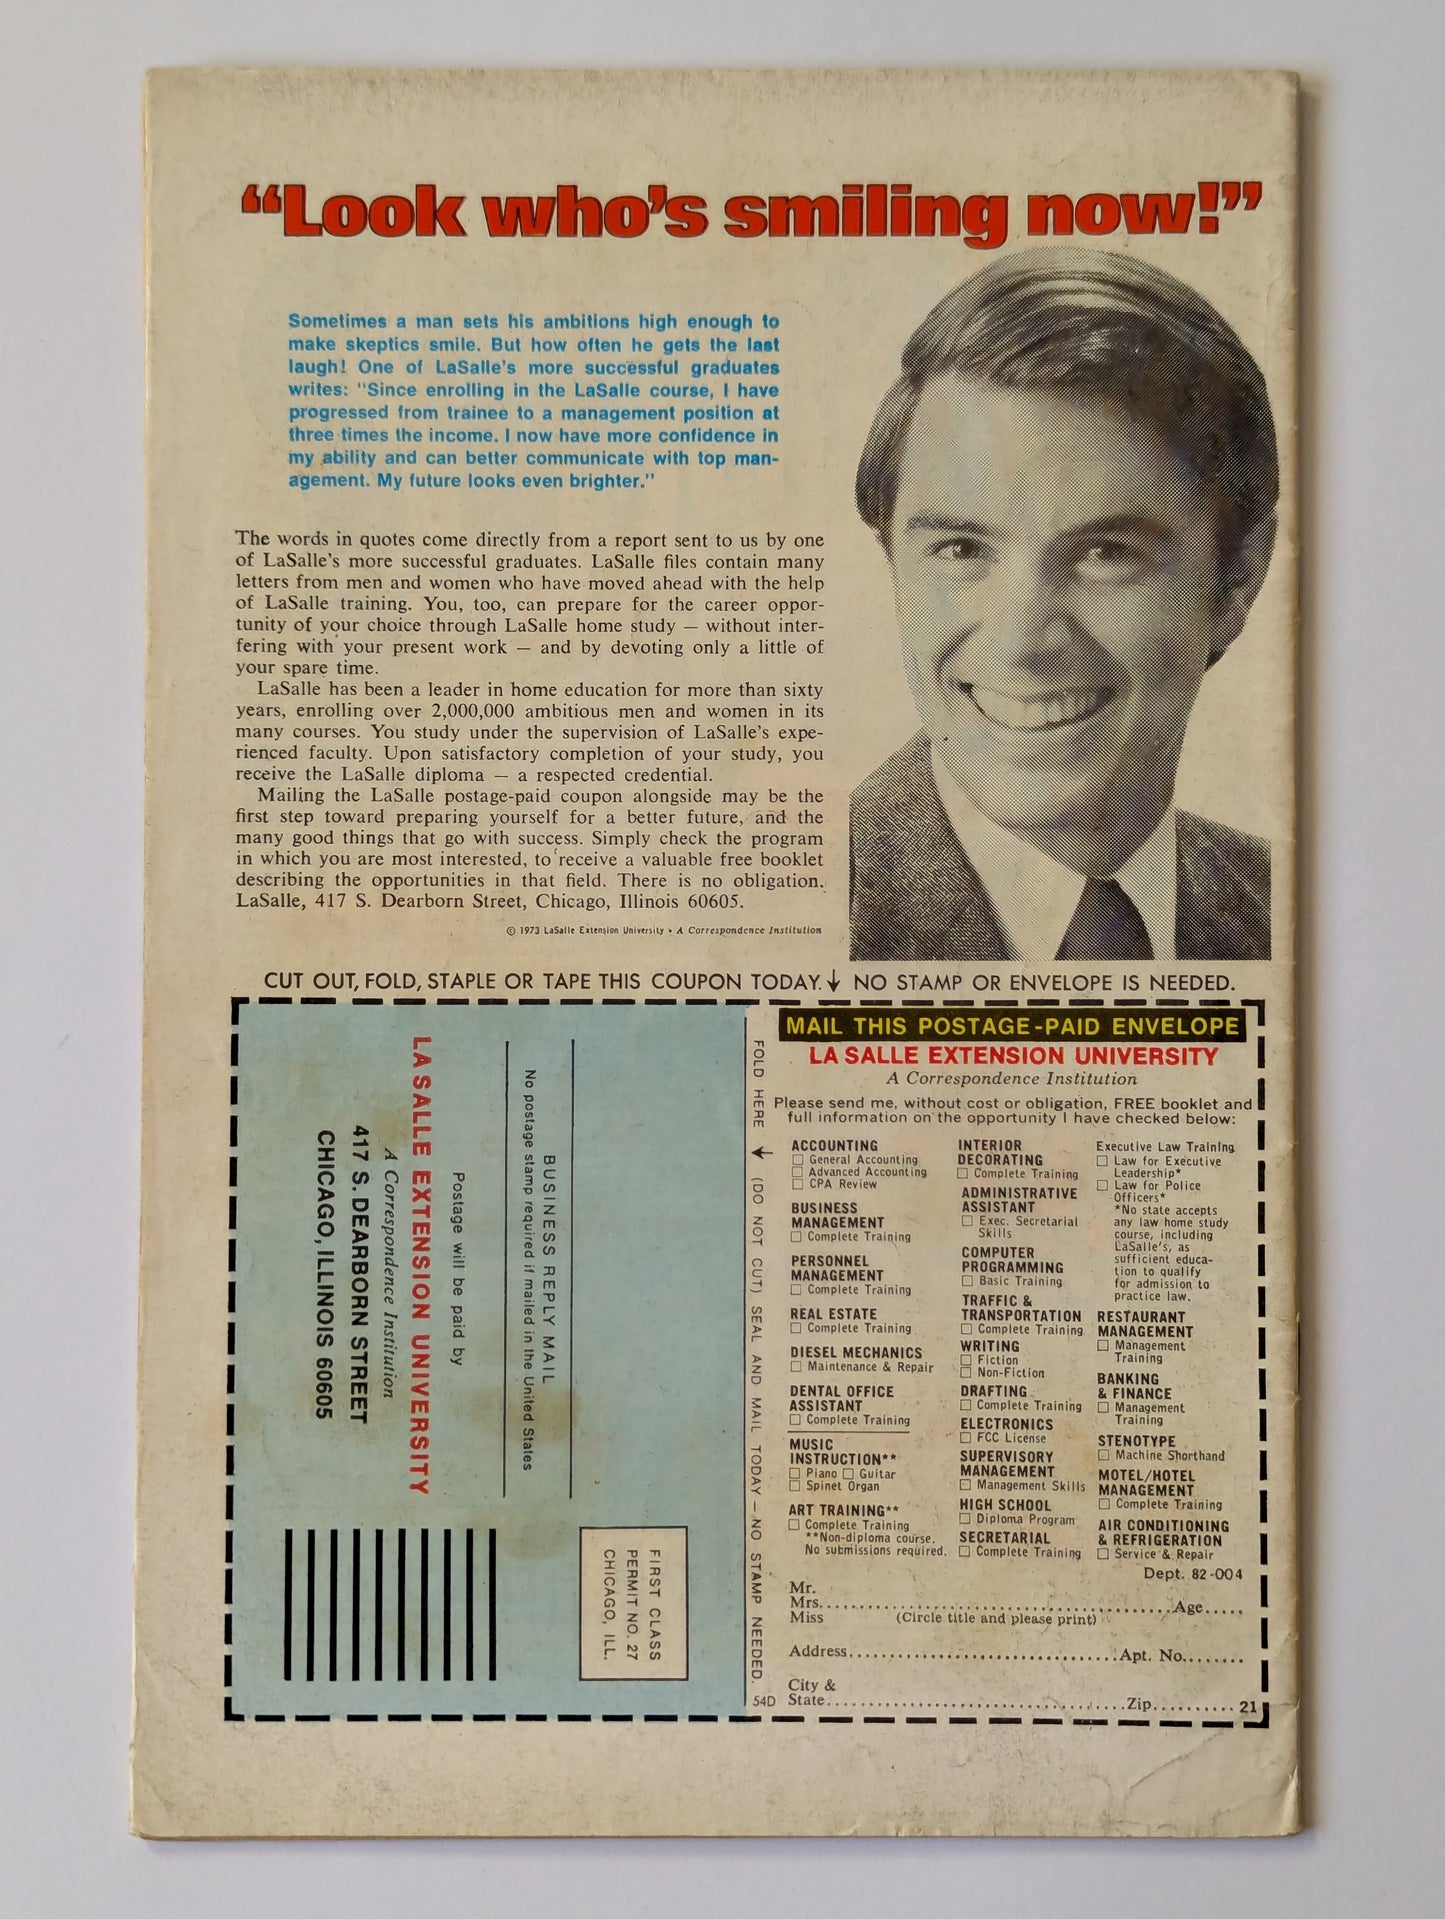 “Look who’s smiling now!”
Sometimes a man sets his ambitions high enough to
make skeptics smile. But how often he gets the last
laugh! One of LaSalle's more successful graduates
writes: "Since enrolling in the LaSalle course, I have
progressed from trainee to a management position at
three times the income. I now have more confidence in
my ability and can better communicate with top man-
agement. My future looks even brighter."
The words in quotes come directly from a report sent to us by one
of LaSalle's more successful graduates. LaSalle files contain many
letters from men and women who have moved ahead with the help
of LaSalle training. You, too, can prepare for the career oppor-
tunity of your choice through LaSalle home study — without inter-
fering with your present work — and by devoting only a little of
your spare time.
LaSalle has been a leader in home education for more than sixty
years, enrolling over 2,000,000 ambitious men and women in its
many courses. You study under the supervision of LaSalle's expe-
rienced faculty. Upon satisfactory completion of your study, you
receive the LaSalle diploma — a respected credential.
Mailing the LaSalle postage-paid coupon alongside may be the
first step toward preparing yourself for a better future, and the
many good things that go with success. Simply check the program
in which you are most interested, to receive a valuable free booklet
describing the opportunities in that field. There is no obligation.
LaSalle, 417 S. Dearborn Street, Chicago, Illinois 60605.
© 1973 LaSalle Extension University • A Correspondence Institution
CUT OUT, FOLD, STAPLE OR TAPE THIS COUPON TODAY. ↓ NO STAMP OR ENVELOPE IS NEEDED.
FIRST CLASS
PERMIT NO. 27
CHICAGO, ILL.
BUSINESS REPLY MAIL
No postage stamp required if mailed in the United States
Postage will be paid by
LA SALLE EXTENSION UNIVERSITY
A Correspondence Institution
417 S. DEARBORN STREET
CHICAGO, ILLINOIS 60605
FOLD HERE ↓ (DO NOT CUT) SEAL AND MAIL TODAY — NO STAMP NEEDED.
54D
MAIL THIS POSTAGE-PAID ENVELOPE
LA SALLE EXTENSION UNIVERSITY
A Correspondence Institution
Please send me, without cost or obligation, FREE booklet and
full information on the opportunity I have checked below:
ACCOUNTING
☐ General Accounting
☐ Advanced Accounting
☐ CPA Review
BUSINESS
MANAGEMENT
☐ Complete Training
PERSONNEL
MANAGEMENT
☐ Complete Training
REAL ESTATE
☐ Complete Training
DIESEL MECHANICS
☐ Maintenance & Repair
DENTAL OFFICE
ASSISTANT
☐ Complete Training
MUSIC
INSTRUCTION**
☐ Piano ☐ Guitar
☐ Spinet Organ
ART TRAINING**
☐ Complete Training
**Non-diploma course.
No submissions required.
INTERIOR
DECORATING
☐ Complete Training
ADMINISTRATIVE
ASSISTANT
☐ Exec. Secretarial
Skills
COMPUTER
PROGRAMMING
☐ Basic Training
TRAFFIC &
TRANSPORTATION
☐ Complete Training
WRITING
☐ Fiction
☐ Non-Fiction
DRAFTING
☐ Complete Training
ELECTRONICS
☐ FCC License
SUPERVISORY
MANAGEMENT
☐ Management Skills
HIGH SCHOOL
☐ Diploma Program
SECRETARIAL
☐ Complete Training
Executive Law Training
☐ Law for Executive
Leadership*
☐ Law for Police
Officers*
*No state accepts
any law home study
course, including
LaSalle's, as
sufficient educa-
tion to qualify
for admission to
practice law.
RESTAURANT
MANAGEMENT
☐ Management
Training
BANKING
& FINANCE
☐ Management
Training
STENOTYPE
☐ Machine Shorthand
MOTEL/HOTEL
MANAGEMENT
☐ Complete Training
AIR CONDITIONING
& REFRIGERATION
☐ Service & Repair
Dept. 82-004
Mr.
Mrs. Age
Miss (Circle title and please print)
Address Apt. No.
City &
State Zip 21